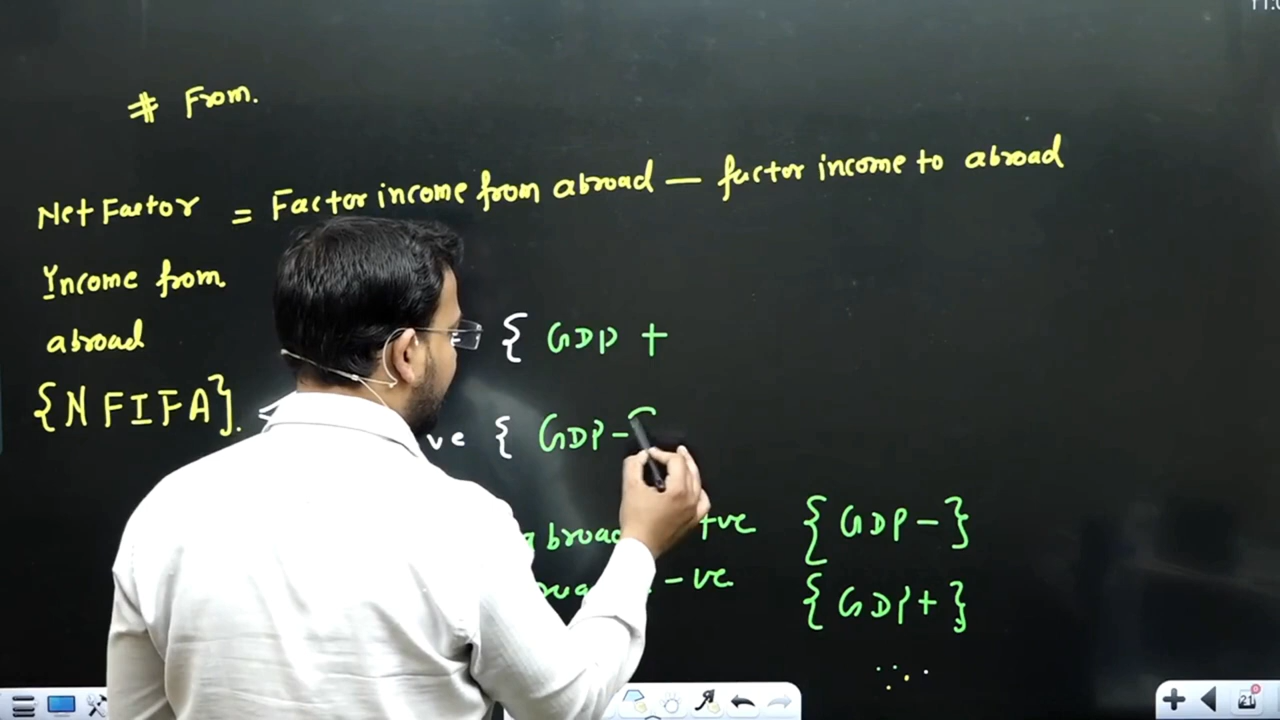 # From.
Net Factor = Factor income from abroad — factor income to abroad
Income from
abroad
{ GDP +
{NFIFA}.
ve { GDP -
+ve { GDP - }
-ve { GDP + }
21